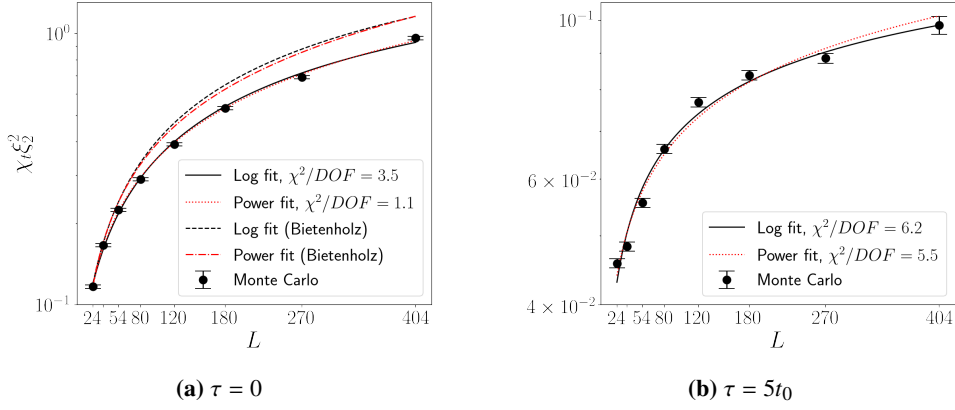 10^0
10^{-1}
χ_t ξ_2^2
24 54 80 120 180 270 404
L
Log fit, χ^2/DOF = 3.5
Power fit, χ^2/DOF = 1.1
Log fit (Bietenholz)
Power fit (Bietenholz)
Monte Carlo
(a) τ = 0
10^{-1}
6 × 10^{-2}
4 × 10^{-2}
24 54 80 120 180 270 404
L
Log fit, χ^2/DOF = 6.2
Power fit, χ^2/DOF = 5.5
Monte Carlo
(b) τ = 5t_0